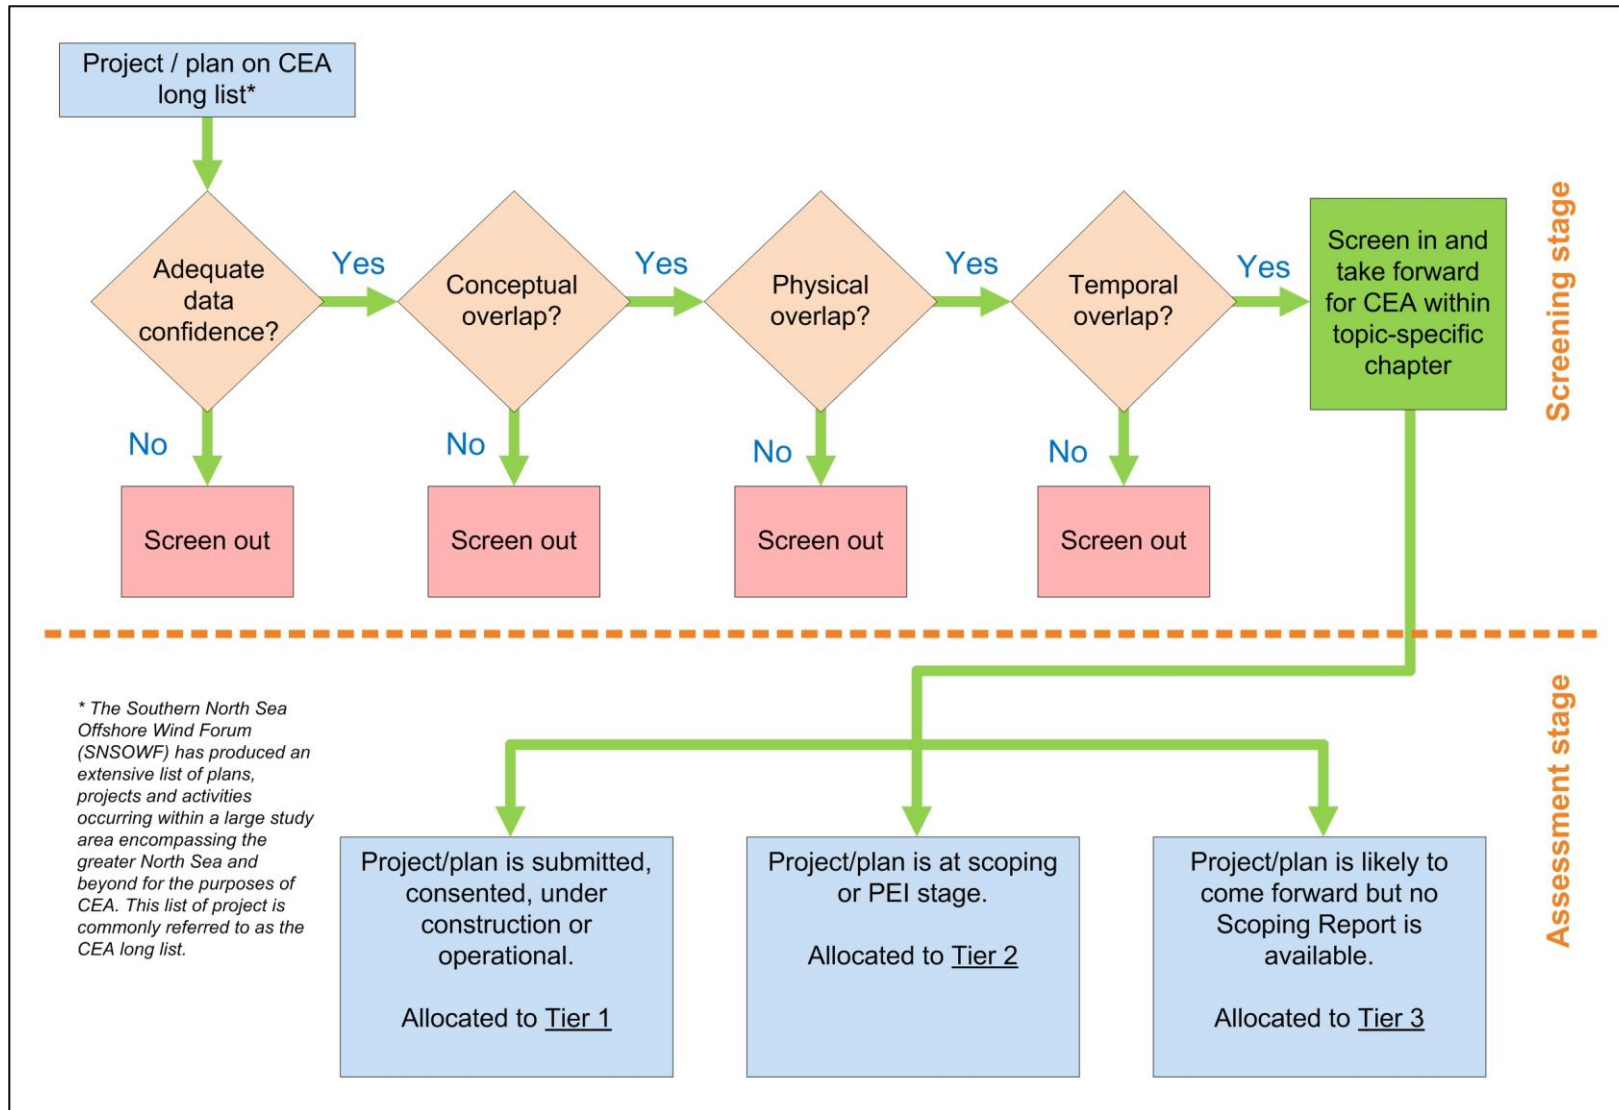 Project / plan on CEA
long list*
Adequate
data
confidence?
Yes
Conceptual
overlap?
Yes
Physical
overlap?
Yes
Temporal
overlap?
Yes
Screen in and
take forward
for CEA within
topic-specific
chapter
Screening stage
No
No
No
No
Screen out
Screen out
Screen out
Screen out
* The Southern North Sea
Offshore Wind Forum
(SNSOWF) has produced an
extensive list of plans,
projects and activities
occurring within a large study
area encompassing the
greater North Sea and
beyond for the purposes of
CEA. This list of project is
commonly referred to as the
CEA long list.
Project/plan is submitted,
consented, under
construction or
operational.
Allocated to Tier 1
Project/plan is at scoping
or PEI stage.
Allocated to Tier 2
Project/plan is likely to
come forward but no
Scoping Report is
available.
Allocated to Tier 3
Assessment stage